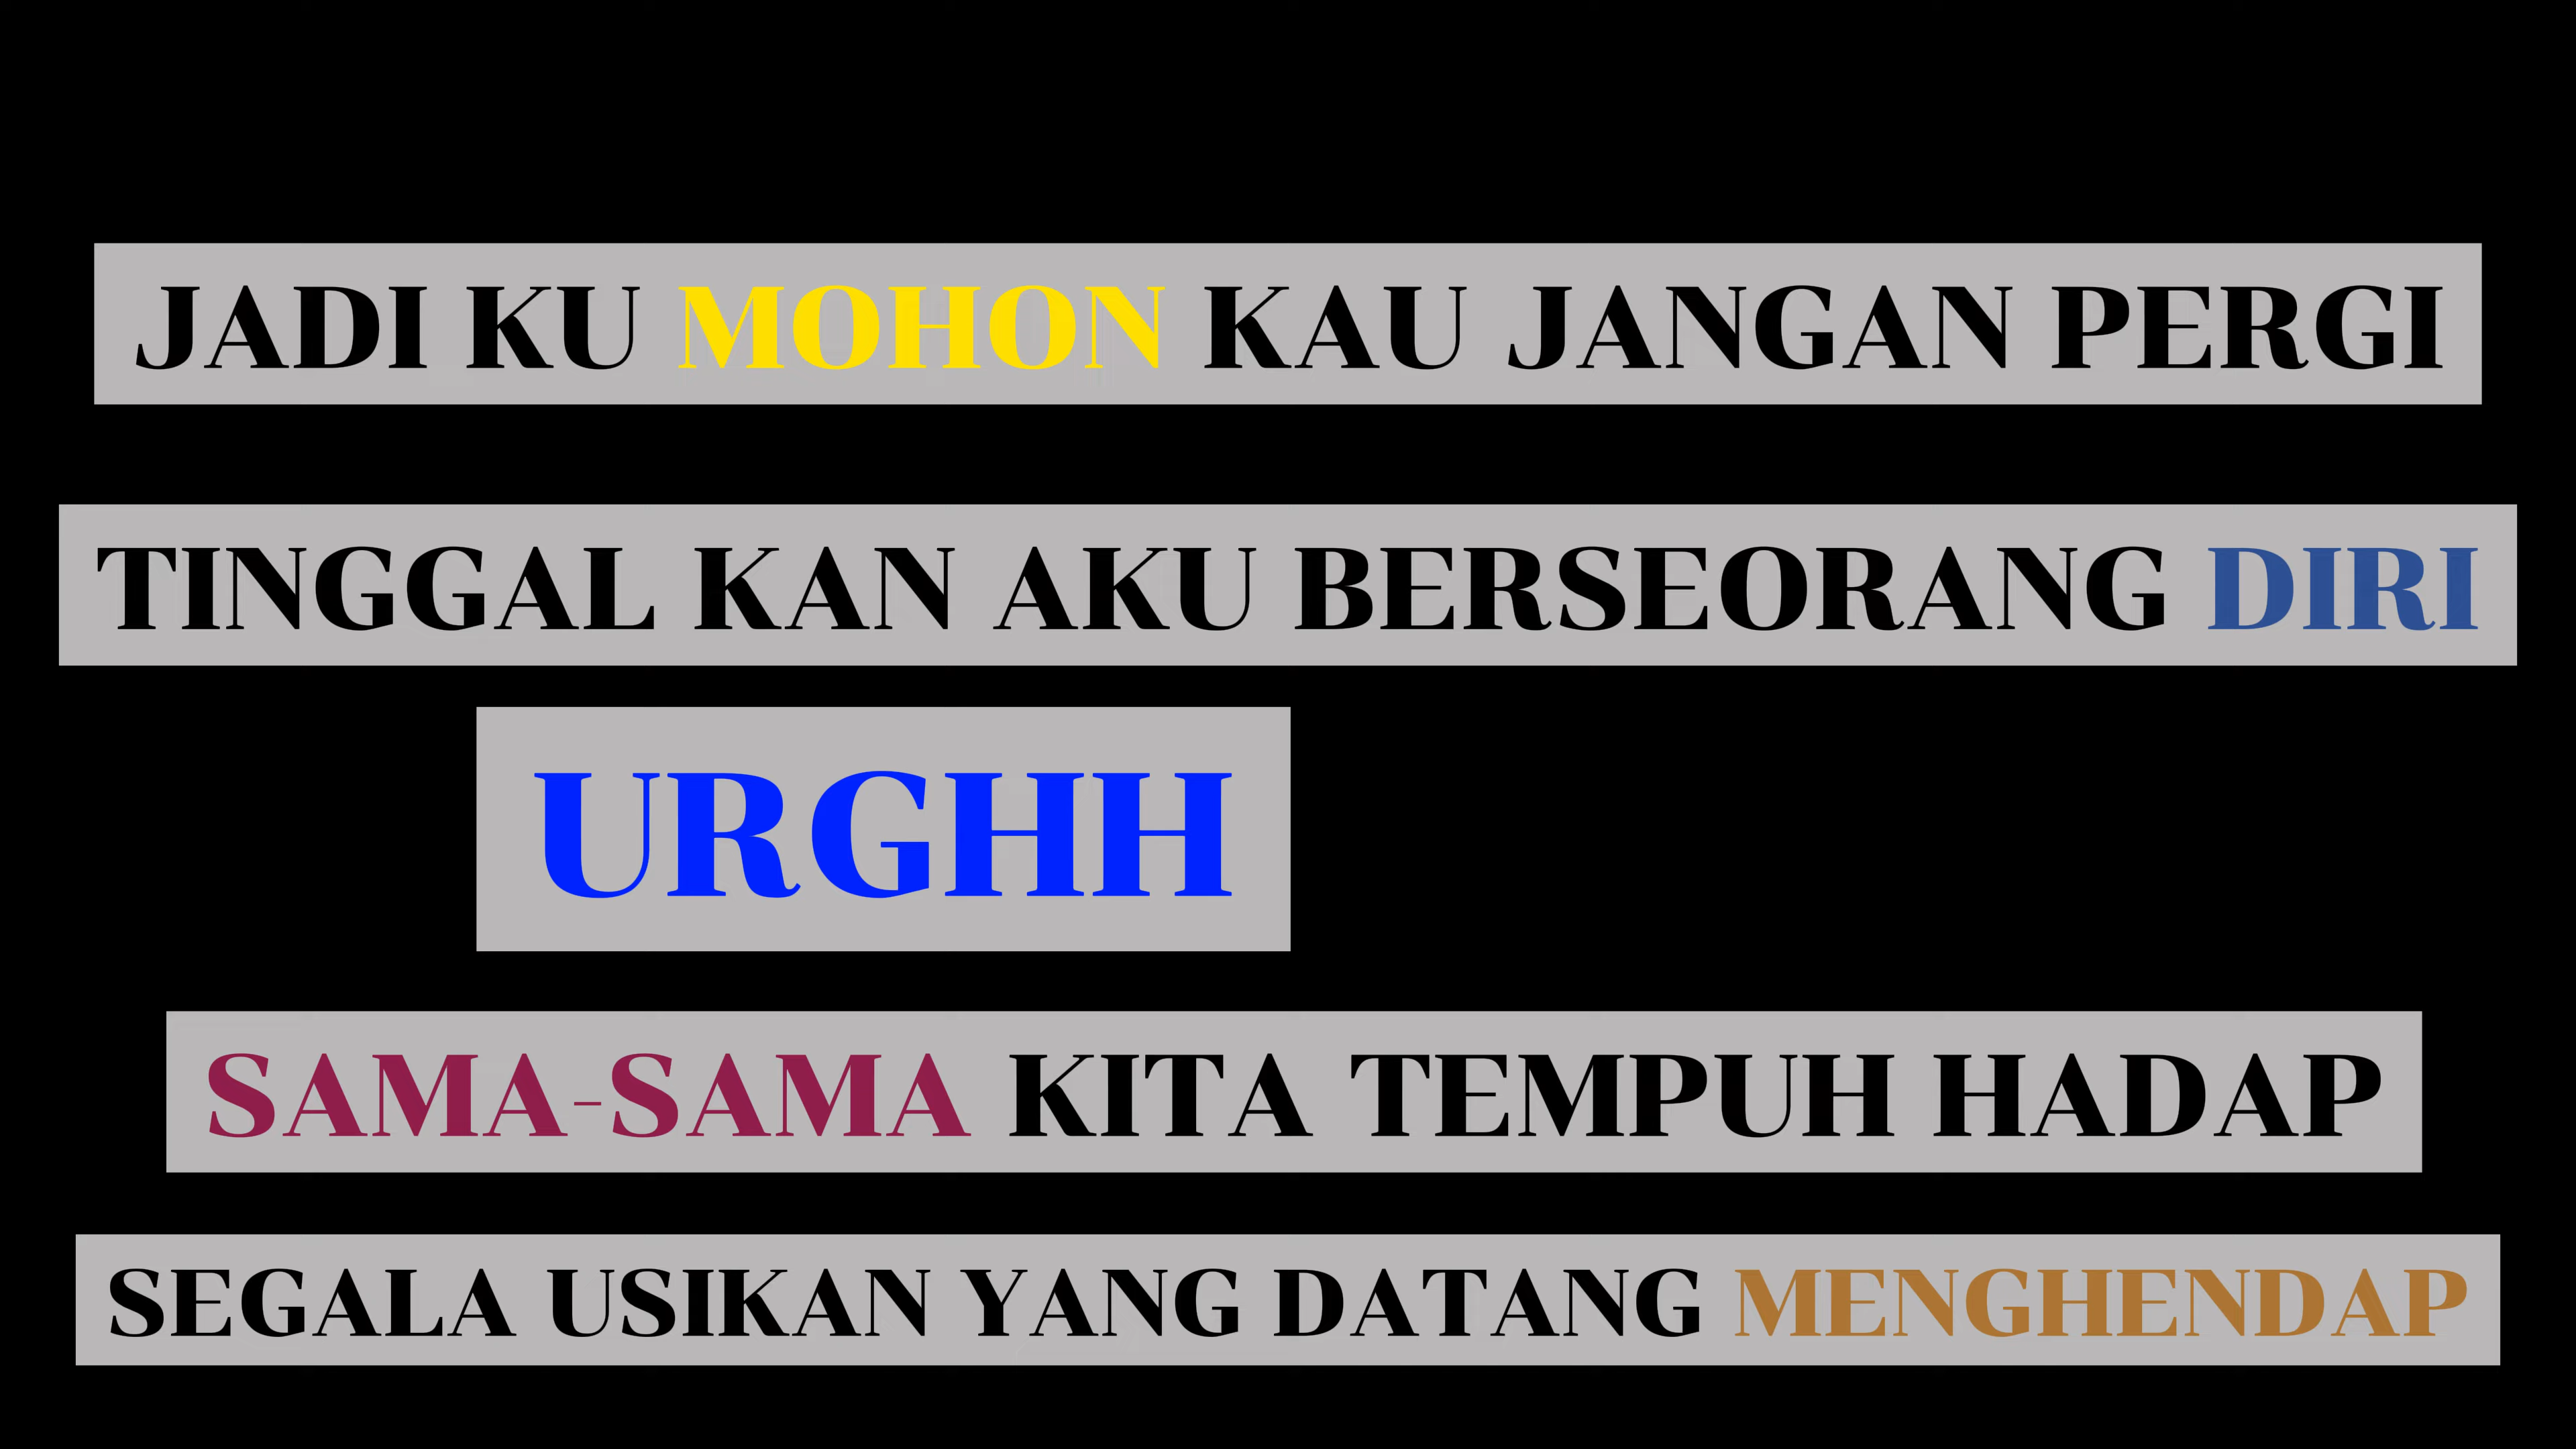 JADI KU MOHON KAU JANGAN PERGI
TINGGAL KAN AKU BERSEORANG DIRI
URGHH
SAMA-SAMA KITA TEMPUH HADAP
SEGALA USIKAN YANG DATANG MENGHENDAP